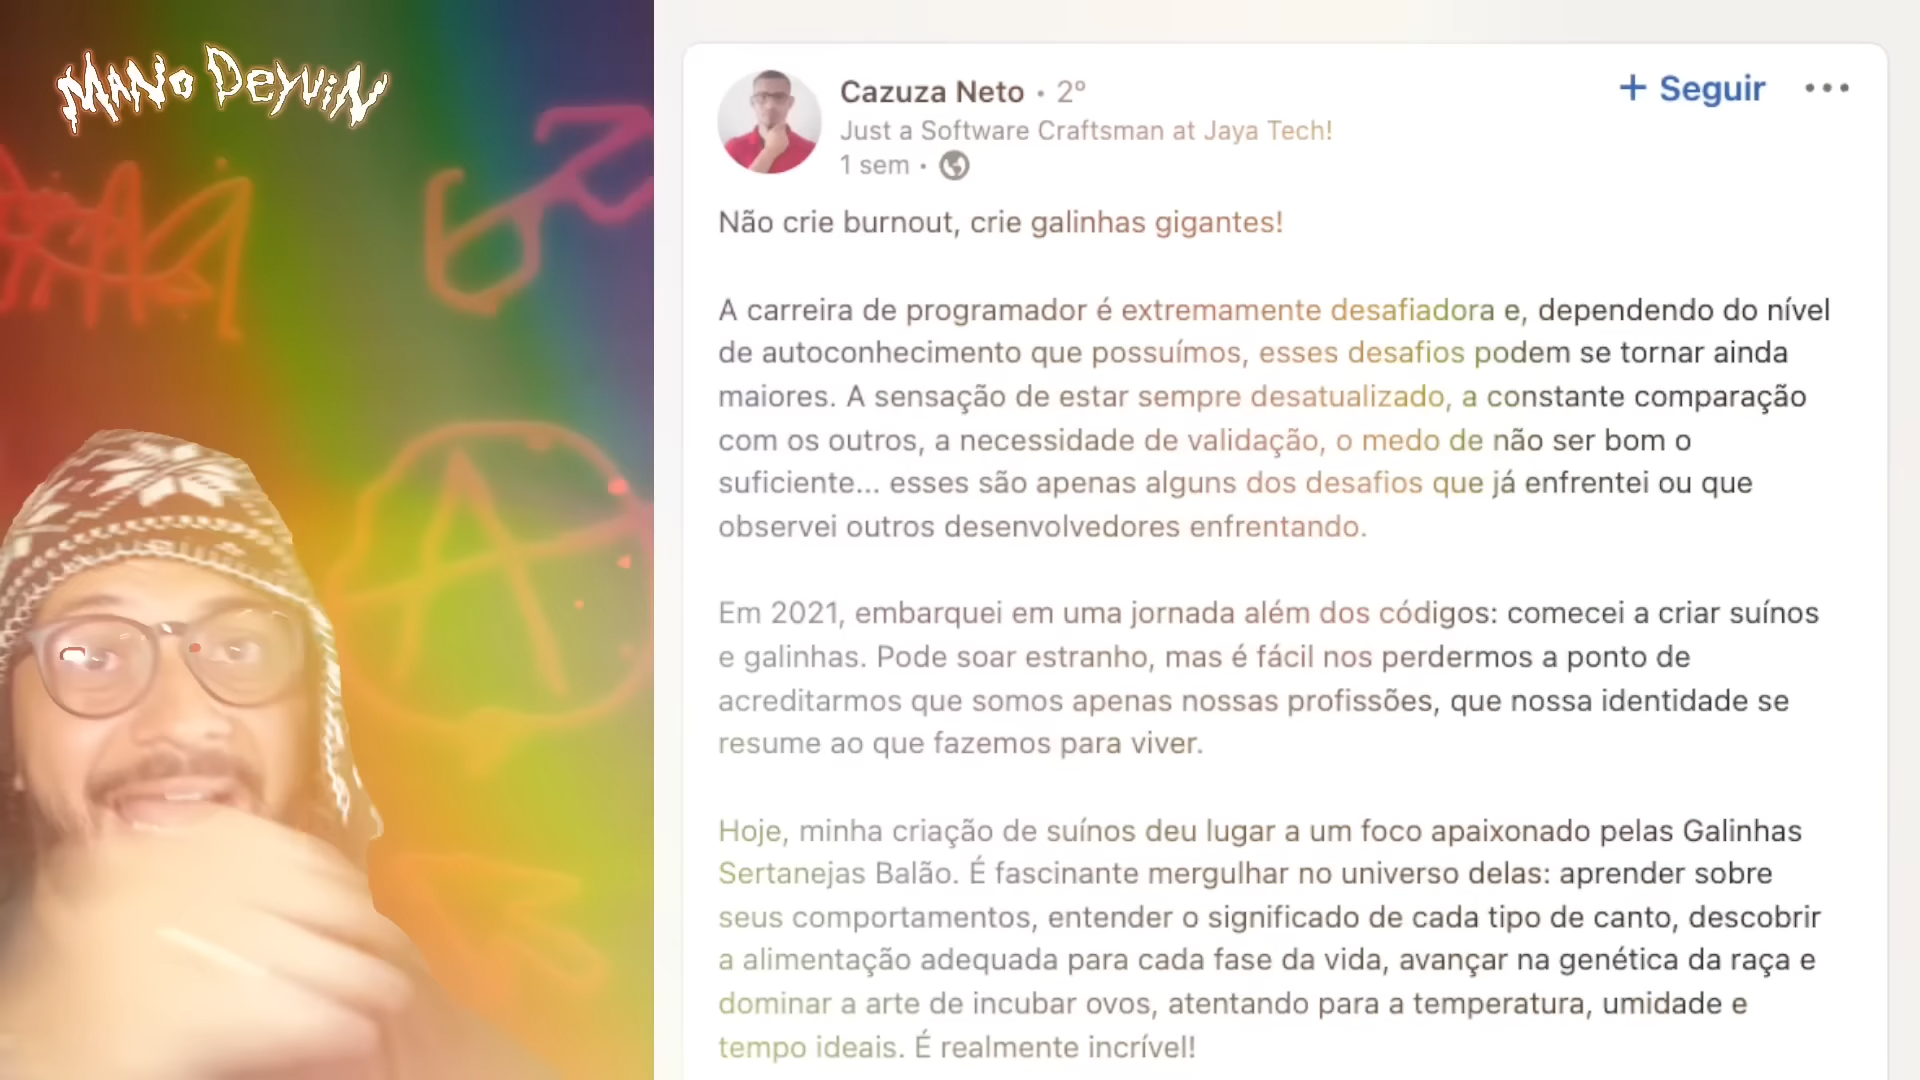 MANO DEYVIN
Cazuza Neto • 2º
Just a Software Craftsman at Jaya Tech!
1 sem •
+ Seguir
Não crie burnout, crie galinhas gigantes!
A carreira de programador é extremamente desafiadora e, dependendo do nível
de autoconhecimento que possuímos, esses desafios podem se tornar ainda
maiores. A sensação de estar sempre desatualizado, a constante comparação
com os outros, a necessidade de validação, o medo de não ser bom o
suficiente... esses são apenas alguns dos desafios que já enfrentei ou que
observei outros desenvolvedores enfrentando.
Em 2021, embarquei em uma jornada além dos códigos: comecei a criar suínos
e galinhas. Pode soar estranho, mas é fácil nos perdermos a ponto de
acreditarmos que somos apenas nossas profissões, que nossa identidade se
resume ao que fazemos para viver.
Hoje, minha criação de suínos deu lugar a um foco apaixonado pelas Galinhas
Sertanejas Balão. É fascinante mergulhar no universo delas: aprender sobre
seus comportamentos, entender o significado de cada tipo de canto, descobrir
a alimentação adequada para cada fase da vida, avançar na genética da raça e
dominar a arte de incubar ovos, atentando para a temperatura, umidade e
tempo ideais. É realmente incrível!